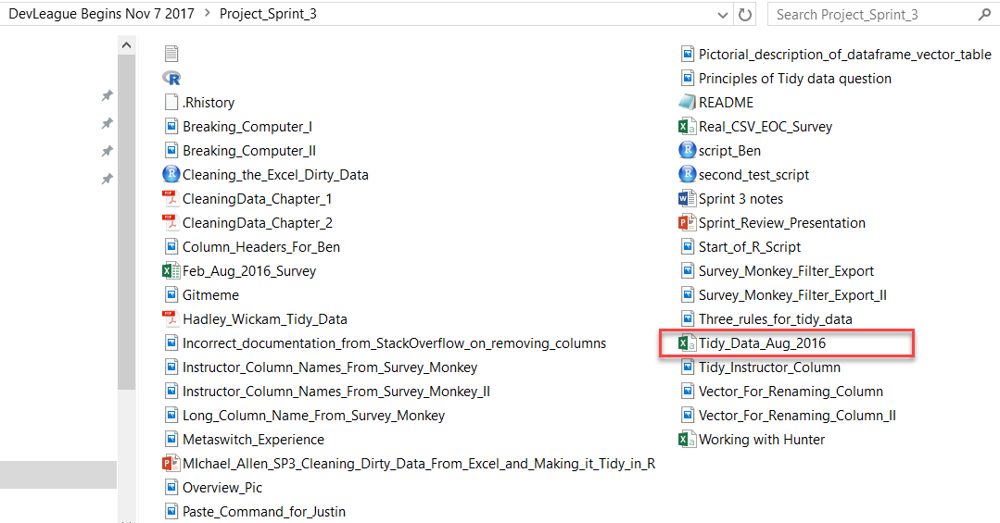 DevLeague Begins Nov 7 2017 > Project_Sprint_3
Search Project_Sprint_3
.Rhistory
Breaking_Computer_I
Breaking_Computer_II
Cleaning_the_Excel_Dirty_Data
CleaningData_Chapter_1
CleaningData_Chapter_2
Column_Headers_For_Ben
Feb_Aug_2016_Survey
Gitmeme
Hadley_Wickam_Tidy_Data
Incorrect_documentation_from_StackOverflow_on_removing_columns
Instructor_Column_Names_From_Survey_Monkey
Instructor_Column_Names_From_Survey_Monkey_II
Long_Column_Name_From_Survey_Monkey
Metaswitch_Experience
MIchael_Allen_SP3_Cleaning_Dirty_Data_From_Excel_and_Making_it_Tidy_in_R
Overview_Pic
Paste_Command_for_Justin
Pictorial_description_of_dataframe_vector_table
Principles of Tidy data question
README
Real_CSV_EOC_Survey
script_Ben
second_test_script
Sprint 3 notes
Sprint_Review_Presentation
Start_of_R_Script
Survey_Monkey_Filter_Export
Survey_Monkey_Filter_Export_II
Three_rules_for_tidy_data
Tidy_Data_Aug_2016
Tidy_Instructor_Column
Vector_For_Renaming_Column
Vector_For_Renaming_Column_II
Working with Hunter